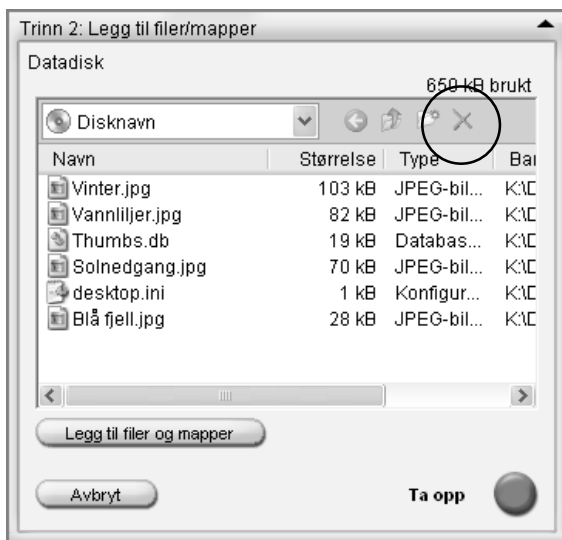 Trinn 2: Legg til filer/mapper
Datadisk
650 kB brukt
Disknavn
Navn Størrelse Type Ba
Vinter.jpg 103 kB JPEG-bil... K:\D
Vannliljer.jpg 82 kB JPEG-bil... K:\D
Thumbs.db 19 kB Databas... K:\D
Solnedgang.jpg 70 kB JPEG-bil... K:\D
desktop.ini 1 kB Konfigur... K:\D
Blå fjell.jpg 28 kB JPEG-bil... K:\D
Legg til filer og mapper
Avbryt Ta opp